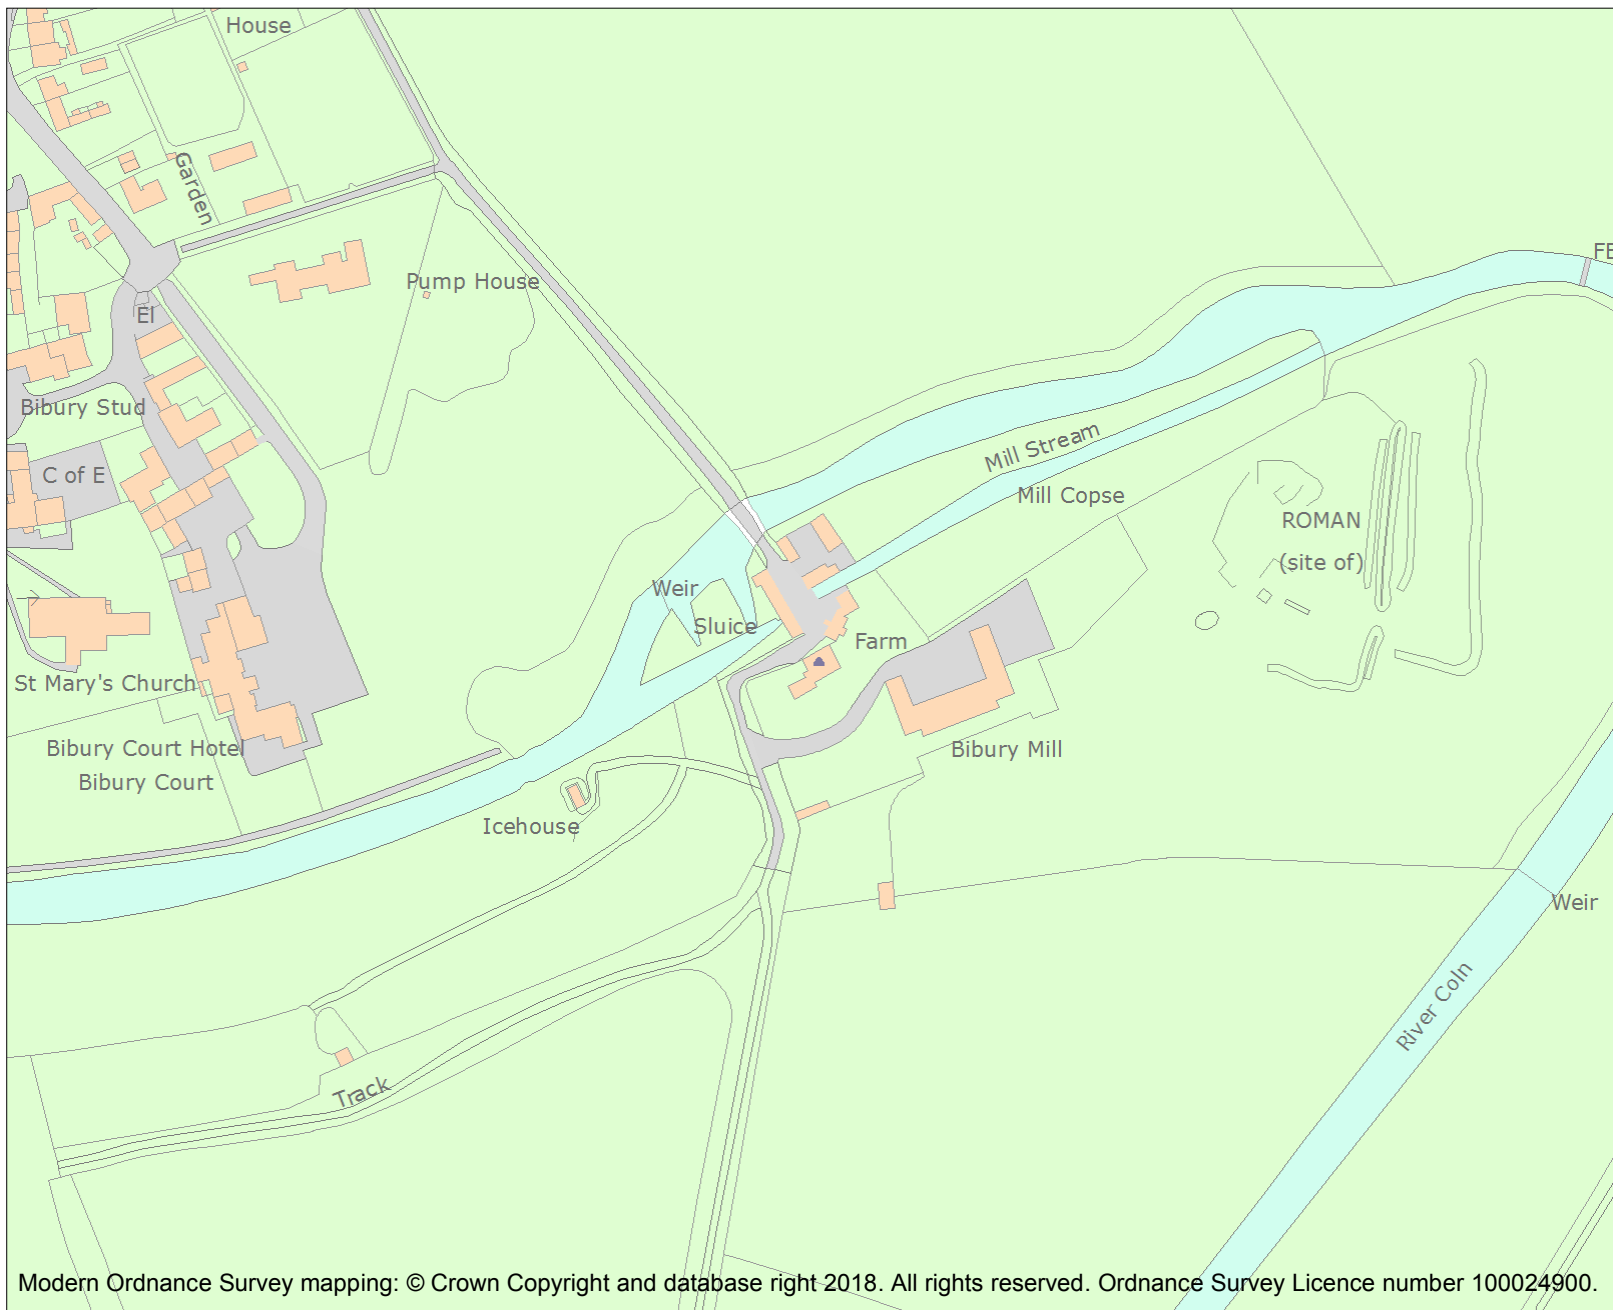 House
Garden
FB
Pump House
El
Bibury Stud
Mill Stream
C of E
Mill Copse
ROMAN
(site of)
Weir
Sluice
Farm
St Mary's Church
Bibury Court Hotel
Bibury Mill
Bibury Court
Icehouse
Weir
River Coln
Track
Modern Ordnance Survey mapping: © Crown Copyright and database right 2018. All rights reserved. Ordnance Survey Licence number 100024900.